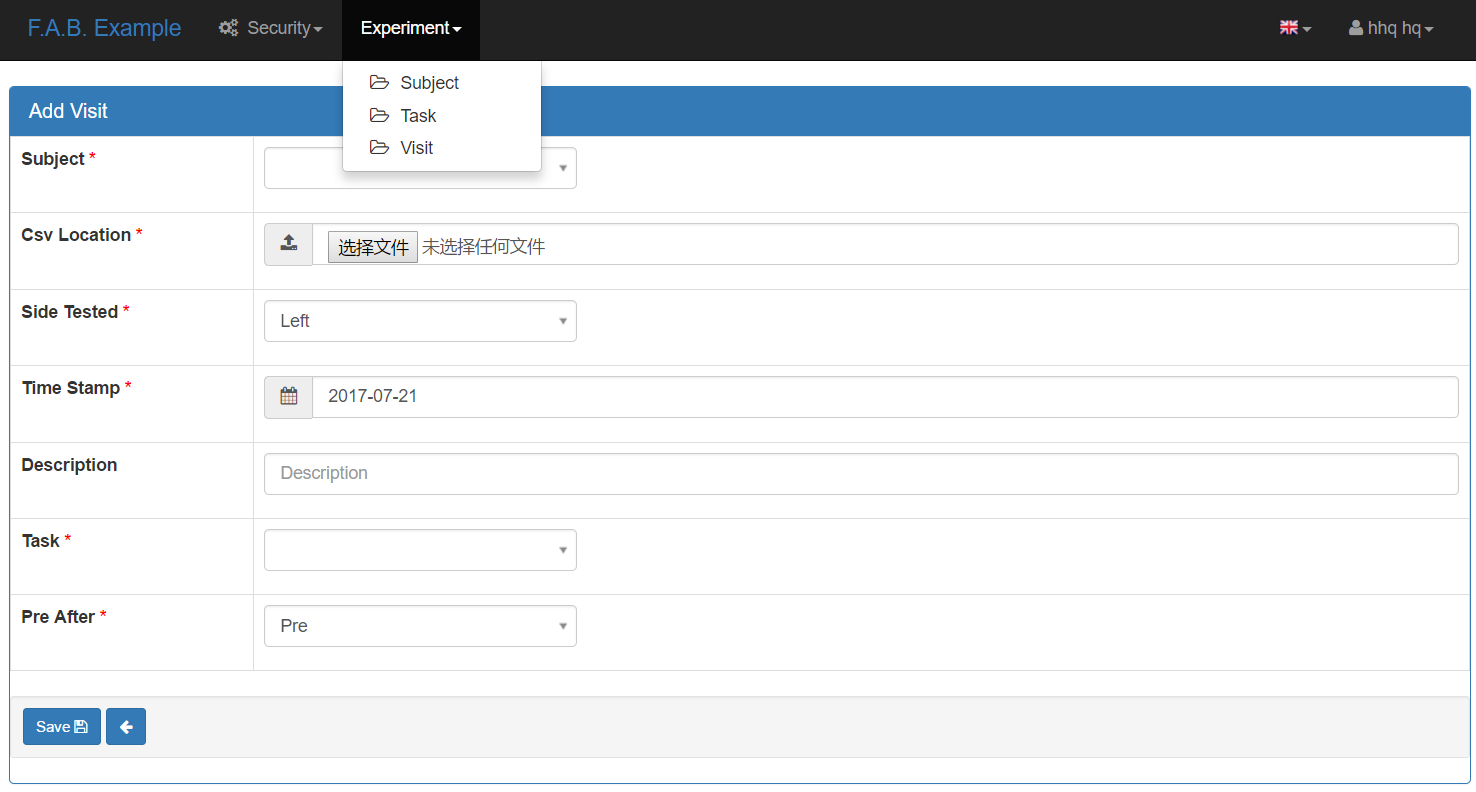 F.A.B. Example Security Experiment hhq hq
Subject
Task
Visit
Add Visit
Subject *
Csv Location * 选择文件 未选择任何文件
Side Tested * Left
Time Stamp * 2017-07-21
Description Description
Task *
Pre After * Pre
Save